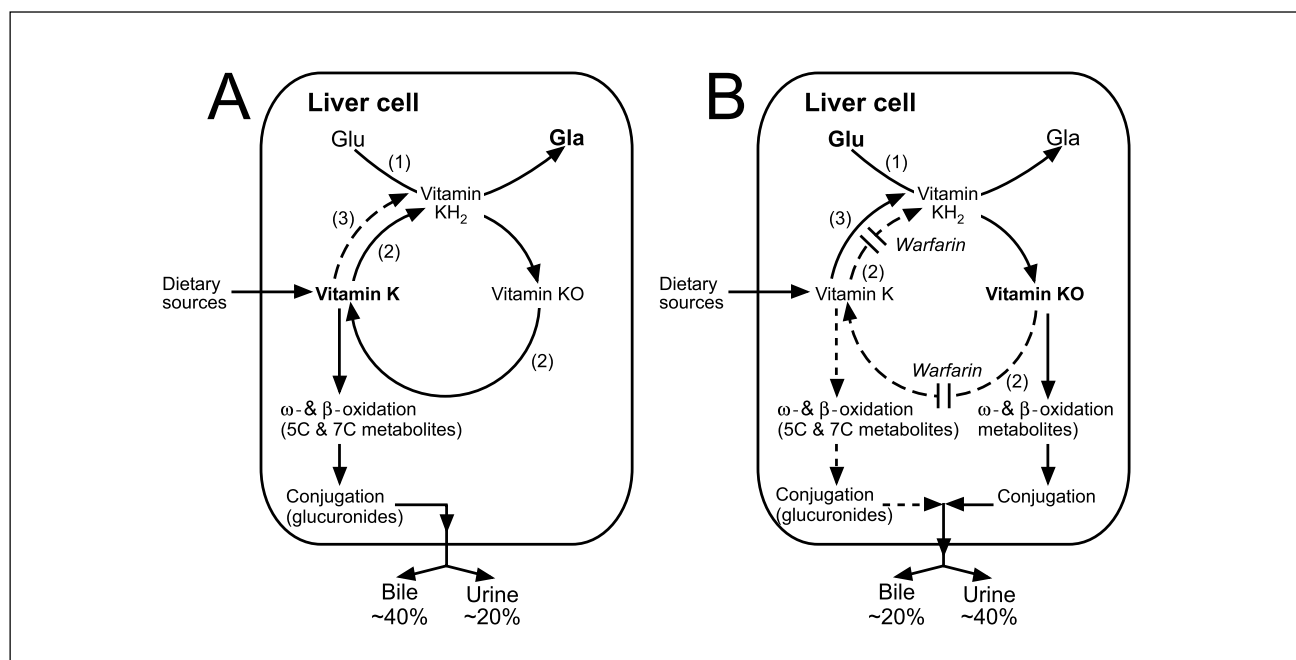 A
Liver cell
Glu
Gla
(1)
Vitamin
KH2
(3)
(2)
Dietary
sources
Vitamin K
Vitamin KO
(2)
ω-& β-oxidation
(5C & 7C metabolites)
Conjugation
(glucuronides)
Bile
~40%
Urine
~20%
B
Liver cell
Glu
Gla
(1)
Vitamin
KH2
(3)
Warfarin
(2)
Dietary
sources
Vitamin K
Vitamin KO
Warfarin
(2)
ω-& β-oxidation
(5C & 7C metabolites)
ω-& β-oxidation
metabolites)
Conjugation
(glucuronides)
Conjugation
Bile
~20%
Urine
~40%